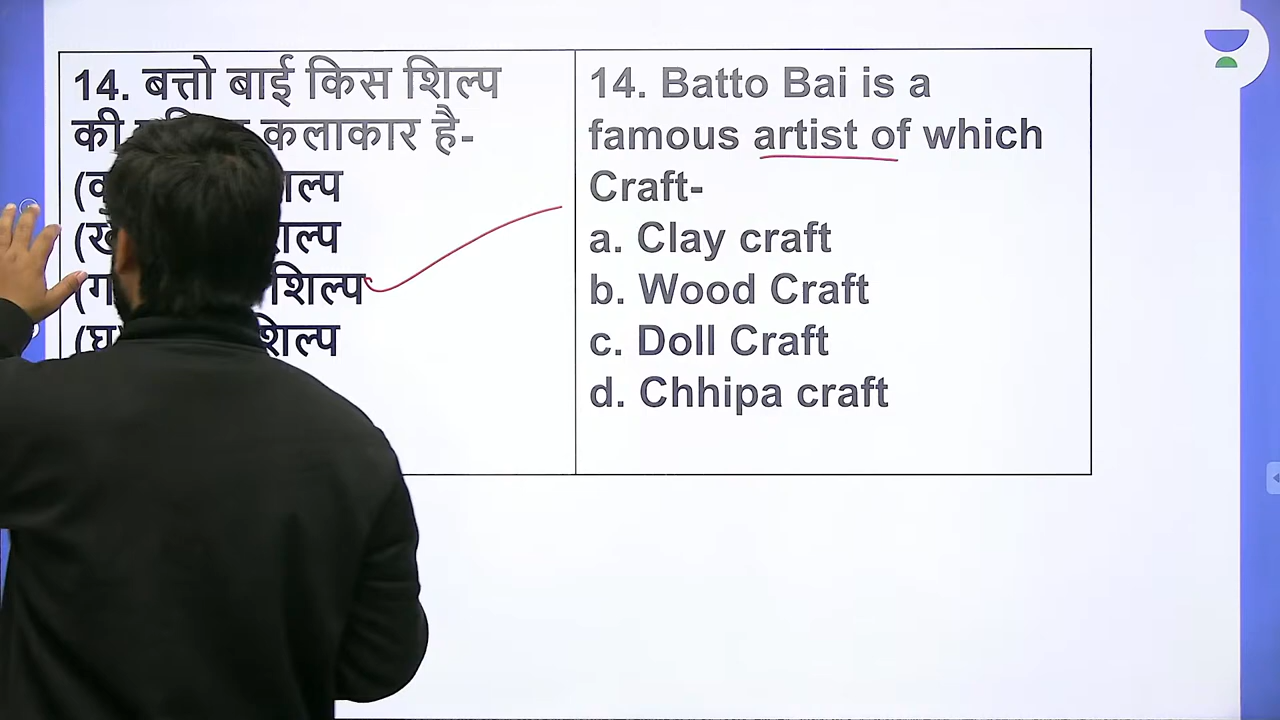 14. बत्तो बाई किस शिल्प
की कलाकार है-
शिल्प
(ग शिल्प
(घ) शिल्प
14. Batto Bai is a
famous artist of which
Craft-
a. Clay craft
b. Wood Craft
c. Doll Craft
d. Chhipa craft